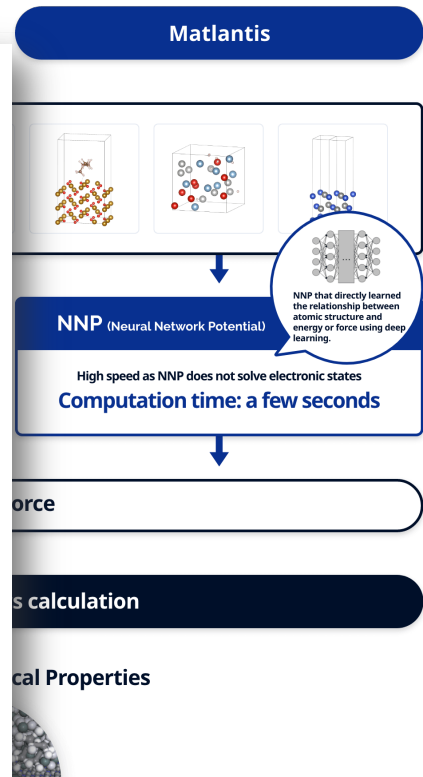 Matlantis
NNP that directly learned
the relationship between
atomic structure and
energy or force using deep
learning.
NNP (Neural Network Potential)
High speed as NNP does not solve electronic states
Computation time: a few seconds
orce
s calculation
cal Properties